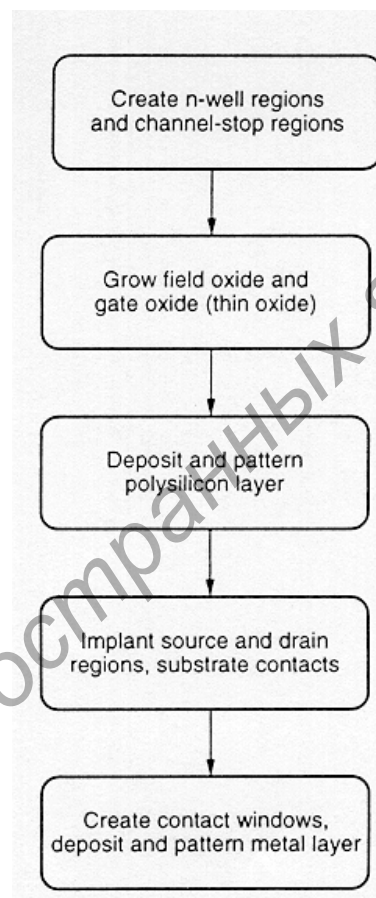 Create n-well regions
and channel-stop regions
Grow field oxide and
gate oxide (thin oxide)
Deposit and pattern
polysilicon layer
Implant source and drain
regions, substrate contacts
Create contact windows,
deposit and pattern metal layer